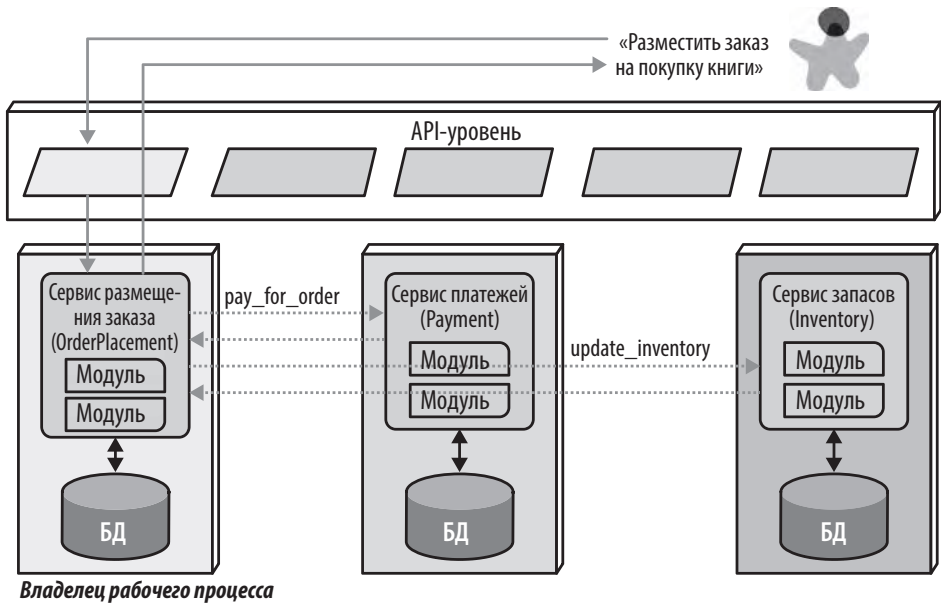 «Разместить заказ
на покупку книги»
API-уровень
Сервис размеще-
ния заказа
(OrderPlacement)
Модуль
Модуль
БД
pay_for_order
Сервис платежей
(Payment)
Модуль
Модуль
БД
update_inventory
Сервис запасов
(Inventory)
Модуль
Модуль
БД
Владелец рабочего процесса